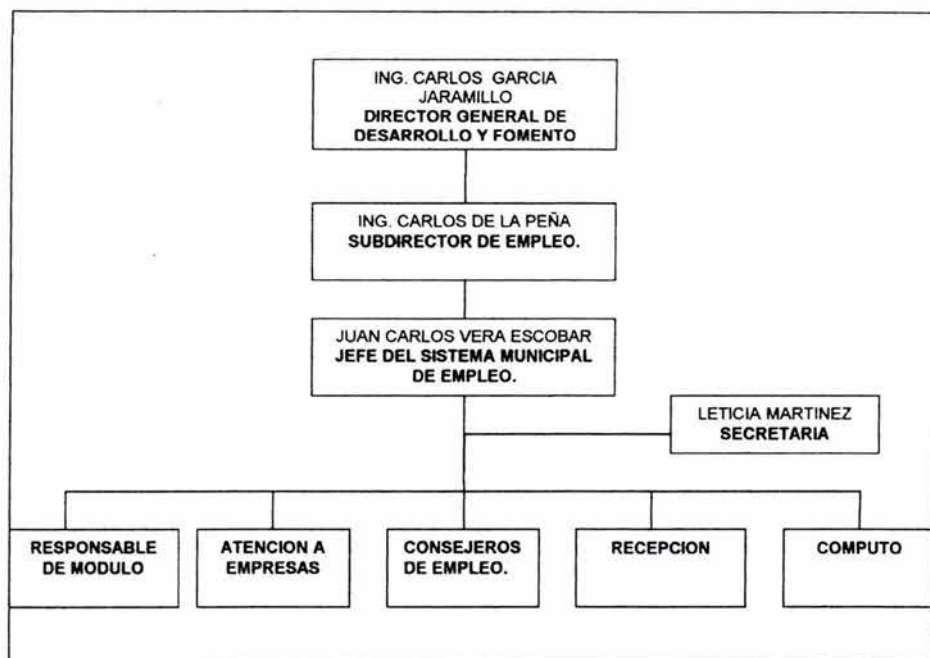 ING. CARLOS GARCIA
JARAMILLO
DIRECTOR GENERAL DE
DESARROLLO Y FOMENTO
ING. CARLOS DE LA PEÑA
SUBDIRECTOR DE EMPLEO.
JUAN CARLOS VERA ESCOBAR
JEFE DEL SISTEMA MUNICIPAL
DE EMPLEO.
LETICIA MARTINEZ
SECRETARIA
RESPONSABLE
DE MODULO
ATENCION A
EMPRESAS
CONSEJEROS
DE EMPLEO.
RECEPCION
COMPUTO